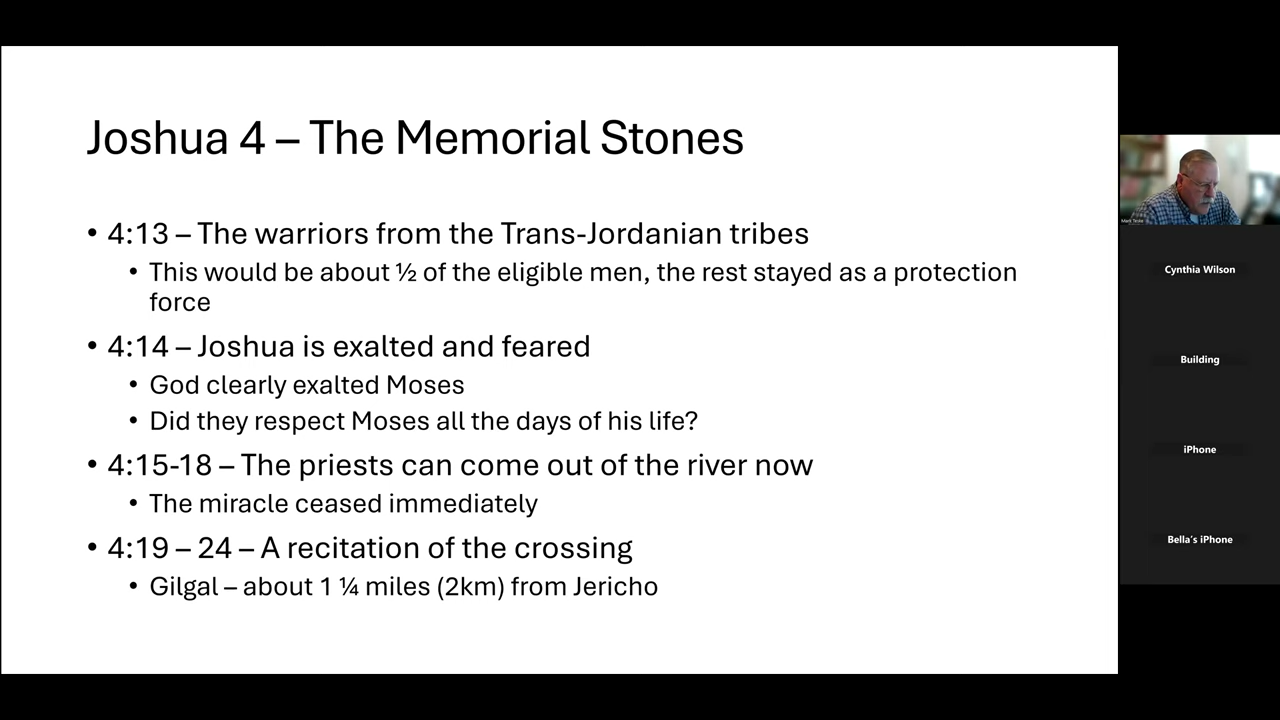 Joshua 4 – The Memorial Stones
• 4:13 – The warriors from the Trans-Jordanian tribes
• This would be about ½ of the eligible men, the rest stayed as a protection
force
• 4:14 – Joshua is exalted and feared
• God clearly exalted Moses
• Did they respect Moses all the days of his life?
• 4:15-18 – The priests can come out of the river now
• The miracle ceased immediately
• 4:19 – 24 – A recitation of the crossing
• Gilgal – about 1 ¼ miles (2km) from Jericho
Mark
Cynthia Wilson
Building
iPhone
Bella's iPhone